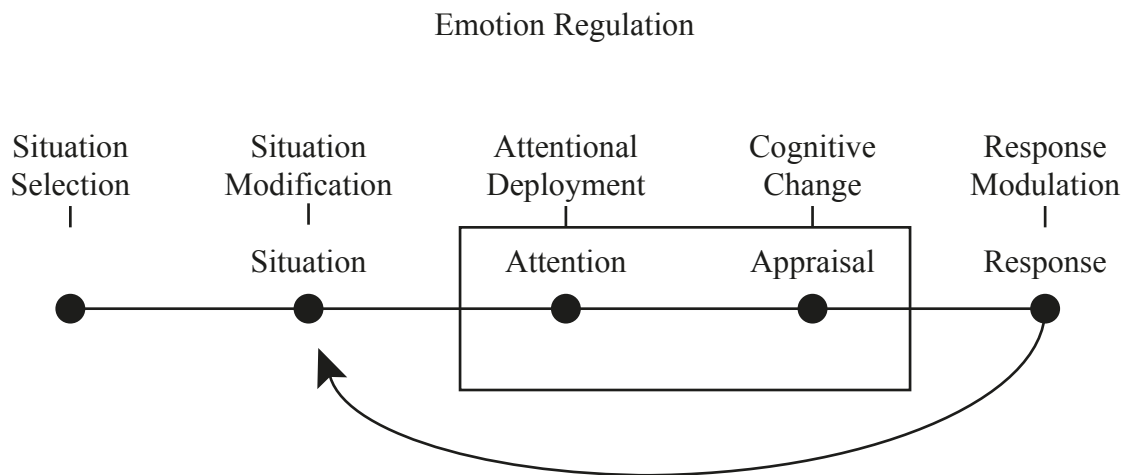 Emotion Regulation
Situation
Selection
Situation
Modification
Attentional
Deployment
Cognitive
Change
Response
Modulation
Situation
Attention
Appraisal
Response